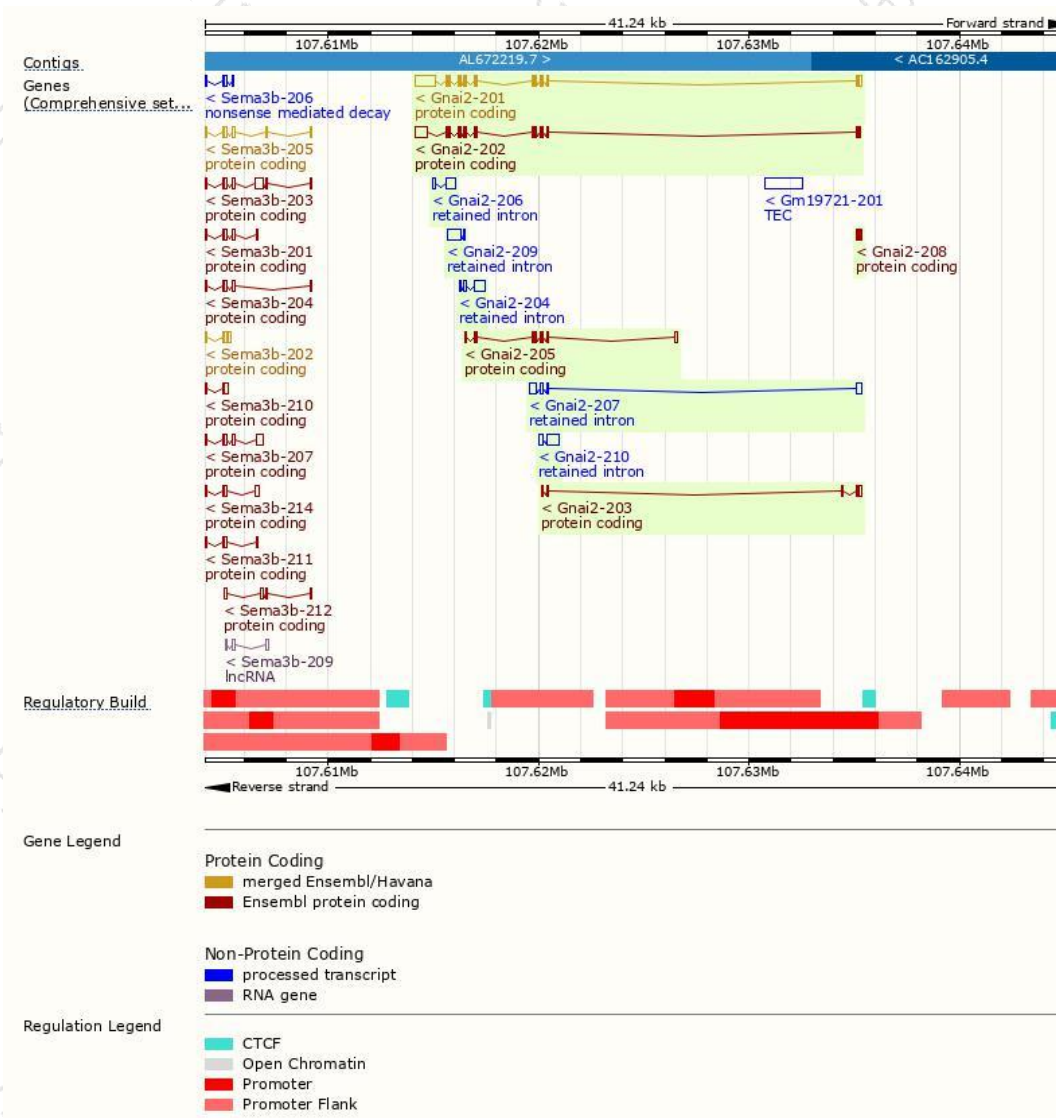 41.24 kb
Forward strand
107.61Mb 107.62Mb 107.63Mb 107.64Mb
Contigs
AL672219.7 >
< AC162905.4
Genes
(Comprehensive set...
< Sema3b-206
nonsense mediated decay
< Gnai2-201
protein coding
< Sema3b-205
protein coding
< Gnai2-202
protein coding
< Sema3b-203
protein coding
< Gnai2-206
retained intron
< Gm19721-201
TEC
< Sema3b-201
protein coding
< Gnai2-209
retained intron
< Gnai2-208
protein coding
< Sema3b-204
protein coding
< Gnai2-204
retained intron
< Sema3b-202
protein coding
< Gnai2-205
protein coding
< Sema3b-210
protein coding
< Gnai2-207
retained intron
< Sema3b-207
protein coding
< Gnai2-210
retained intron
< Sema3b-214
protein coding
< Gnai2-203
protein coding
< Sema3b-211
protein coding
< Sema3b-212
protein coding
< Sema3b-209
lncRNA
Regulatory Build
107.61Mb 107.62Mb 107.63Mb 107.64Mb
Reverse strand
41.24 kb
Gene Legend
Protein Coding
merged Ensembl/Havana
Ensembl protein coding
Non-Protein Coding
processed transcript
RNA gene
Regulation Legend
CTCF
Open Chromatin
Promoter
Promoter Flank